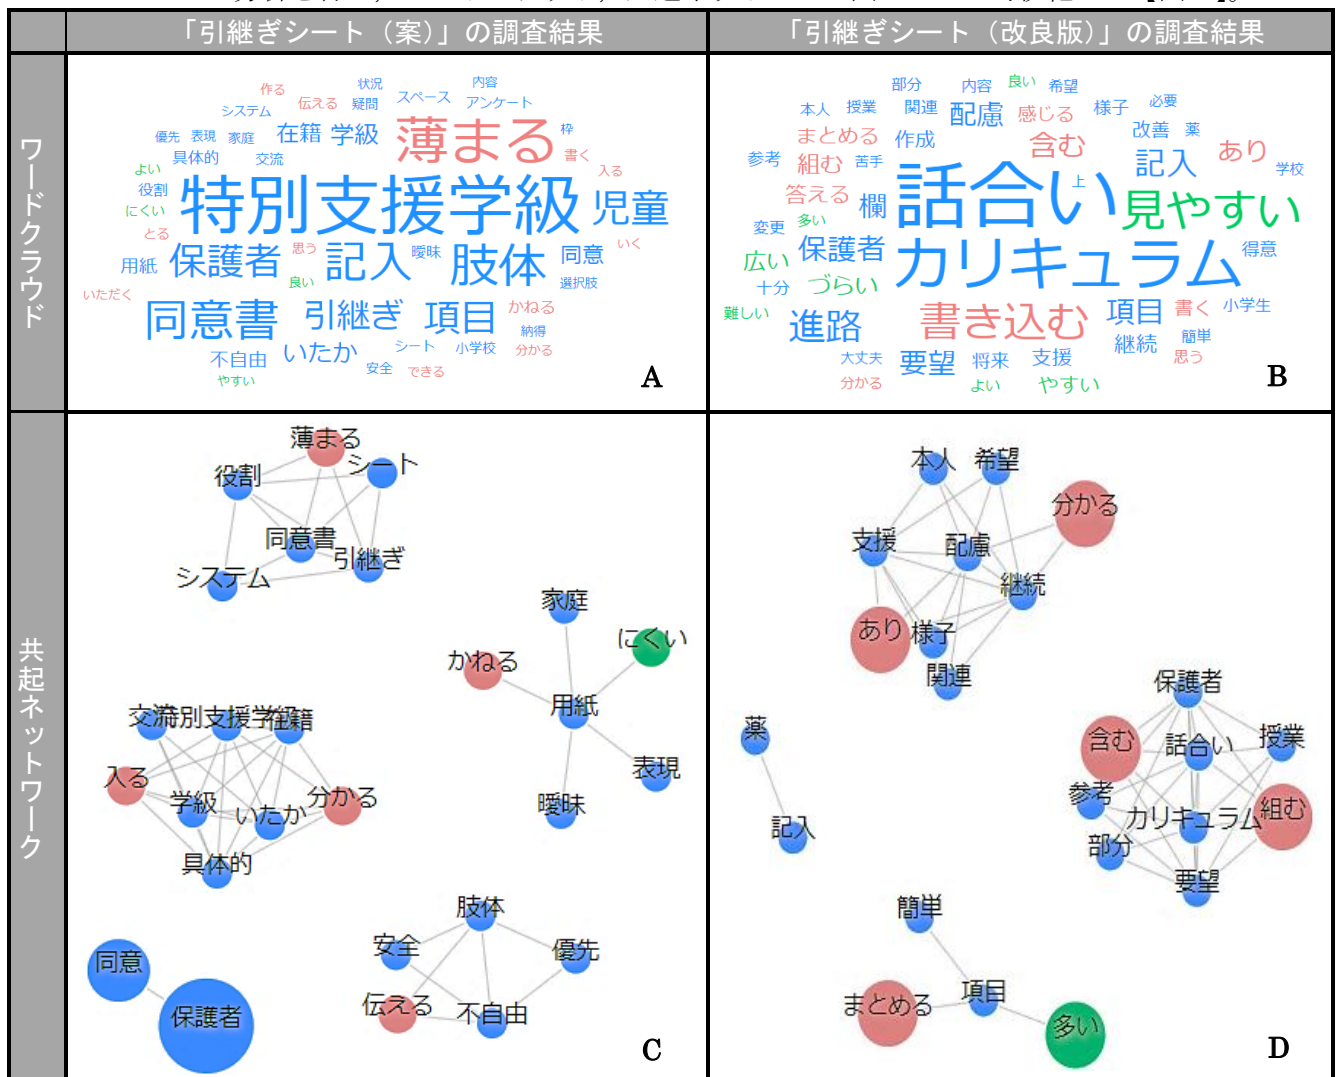 「引継ぎシート（案）」の調査結果
「引継ぎシート（改良版）」の調査結果
ワードクラウド
作る 状況 内容
システム 伝える 疑問 スペース アンケート
優先 表現 家庭 在籍 学級 薄まる 枠
具体的 交流 書く
よい 入る
役割 特別支援学級 児童
にくい
とる 思う
用紙 保護者 記入 曖昧 肢体 同意 いく
良い 選択肢
いただく
同意書 引継ぎ 項目 かねる
納得
不自由 いたか シート 小学校 分かる
やすい 安全 できる
A
部分 内容 良い 希望
本人 授業 関連 配慮 感じる 様子 必要
まとめる 作成 含む 改善 薬
参考 組む 苦手 記入 あり 学校
答える 欄 話合い 上 見やすい
変更 多い
広い 保護者 カリキュラム 得意
十分 づらい
難しい 進路 書き込む 項目 書く 小学生
継続 簡単
大丈夫 要望 将来 支援 思う
分かる よい やすい
B
共起ネットワーク
薄まる
役割 シート
同意書
引継ぎ
システム
家庭
にくい
かねる
用紙
表現
曖昧
交流 特別支援学級 在籍
入る
学級 いたか 分かる
具体的
肢体
安全 優先
伝える 不自由
同意
保護者
C
本人 希望
分かる
支援 配慮
継続
あり 様子
関連
薬
記入
保護者
含む 話合い 授業
参考
カリキュラム 組む
部分
要望
簡単
まとめる 項目
多い
D